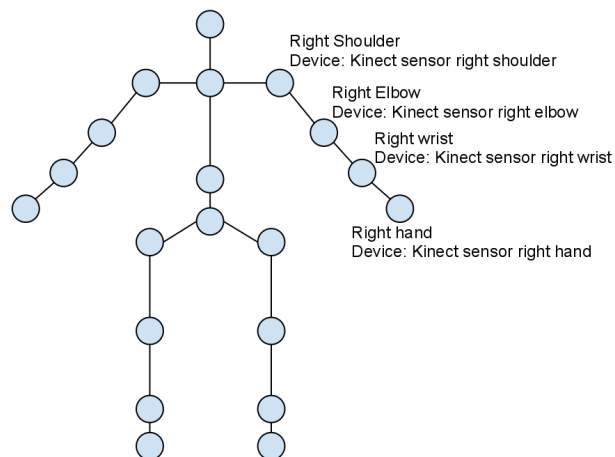 Right Shoulder
Device: Kinect sensor right shoulder
Right Elbow
Device: Kinect sensor right elbow
Right wrist
Device: Kinect sensor right wrist
Right hand
Device: Kinect sensor right hand